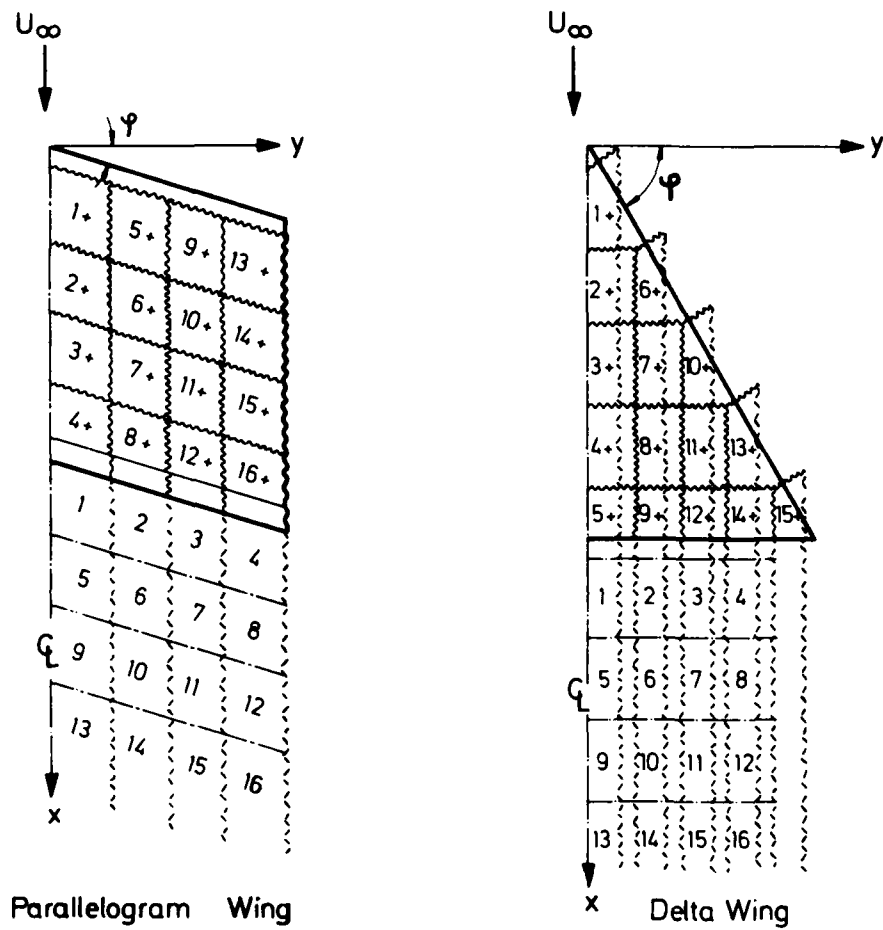 U∞ U∞
φ y φ y
1+ 5+ 9+ 13+
2+ 6+ 10+ 14+
3+ 7+ 11+ 15+
4+ 8+ 12+ 16+
1 2 3 4
5 6 7 8
9 10 11 12
13 14 15 16
℄
x
Parallelogram Wing
1+
2+ 6+
3+ 7+ 10+
4+ 8+ 11+ 13+
5+ 9+ 12+ 14+ 15+
1 2 3 4
5 6 7 8
9 10 11 12
13 14 15 16
℄
x
Delta Wing